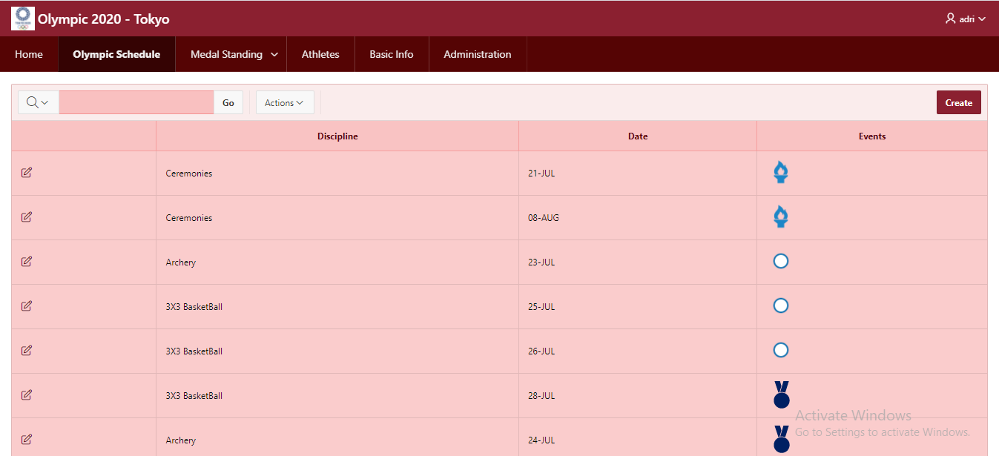 Olympic 2020 - Tokyo
adri
Home
Olympic Schedule
Medal Standing
Athletes
Basic Info
Administration
Go
Actions
Create
Discipline
Date
Events
Ceremonies
21-JUL
Ceremonies
08-AUG
Archery
23-JUL
3X3 BasketBall
25-JUL
3X3 BasketBall
26-JUL
3X3 BasketBall
28-JUL
Activate Windows
Go to Settings to activate Windows.
Archery
24-JUL